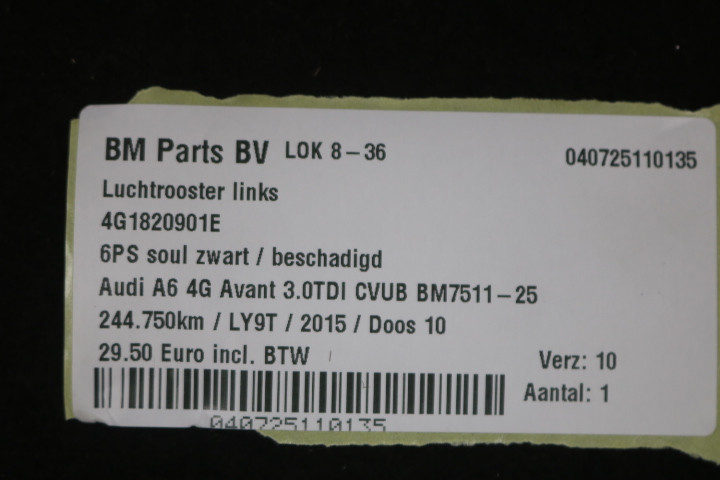 BM Parts BV LOK 8-36 040725110135
Luchtrooster links
4G1820901E
6PS soul zwart / beschadigd
Audi A6 4G Avant 3.0TDI CVUB BM7511-25
244.750km / LY9T / 2015 / Doos 10
29.50 Euro incl. BTW Verz: 10
Aantal: 1
040725110135